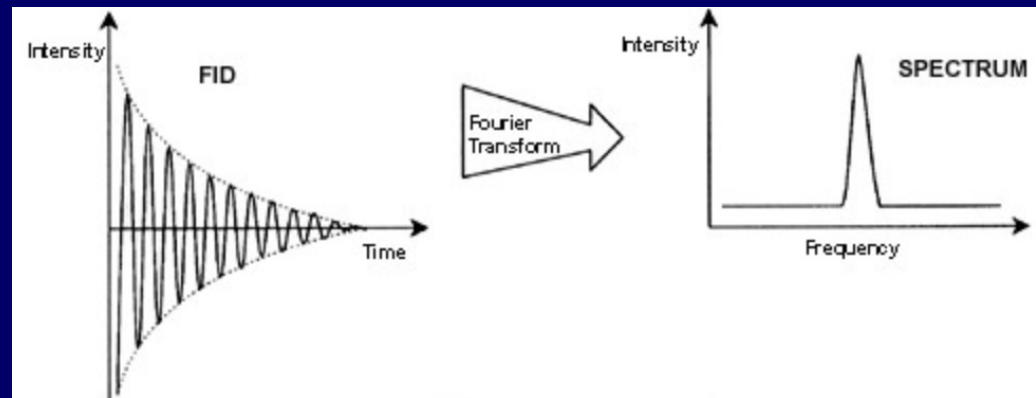 Intensity
FID
Time
Fourier
Transform
Intensity
SPECTRUM
Frequency